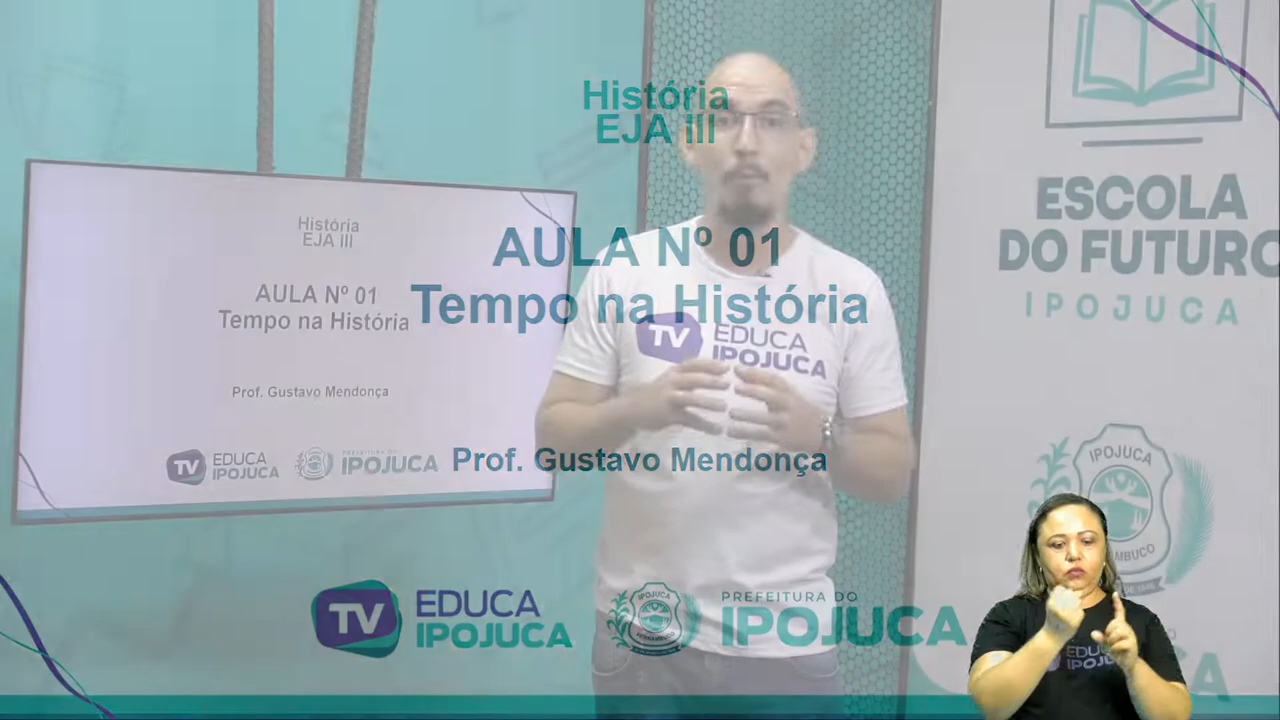 História
EJA III
AULA Nº 01
Tempo na História
Prof. Gustavo Mendonça
TV EDUCA
IPOJUCA
PREFEITURA DO
IPOJUCA
História
EJA III
AULA Nº 01
Tempo na História
Prof. Gustavo Mendonça
TV EDUCA
IPOJUCA
PREFEITURA DO
IPOJUCA
TV EDUCA
IPOJUCA
ESCOLA
DO FUTURO
IPOJUCA
IPOJUCA